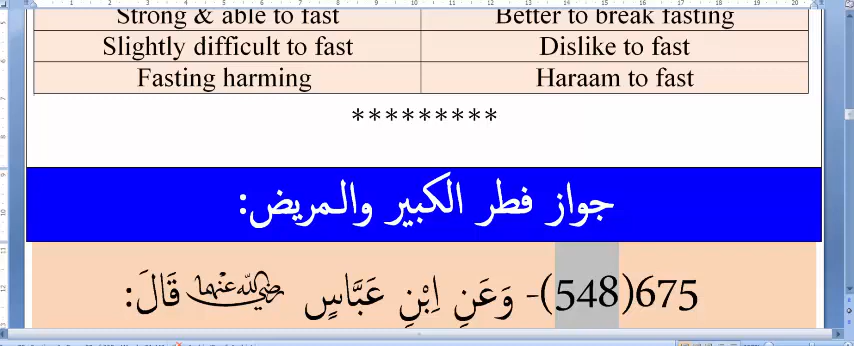 Strong & able to fast Better to break fasting
Slightly difficult to fast Dislike to fast
Fasting harming Haraam to fast
*********
جواز فطر الكبير والمريض:
675(548)- وَعَنِ اِبْنِ عَبَّاسٍ رضي الله عنهما قَالَ: